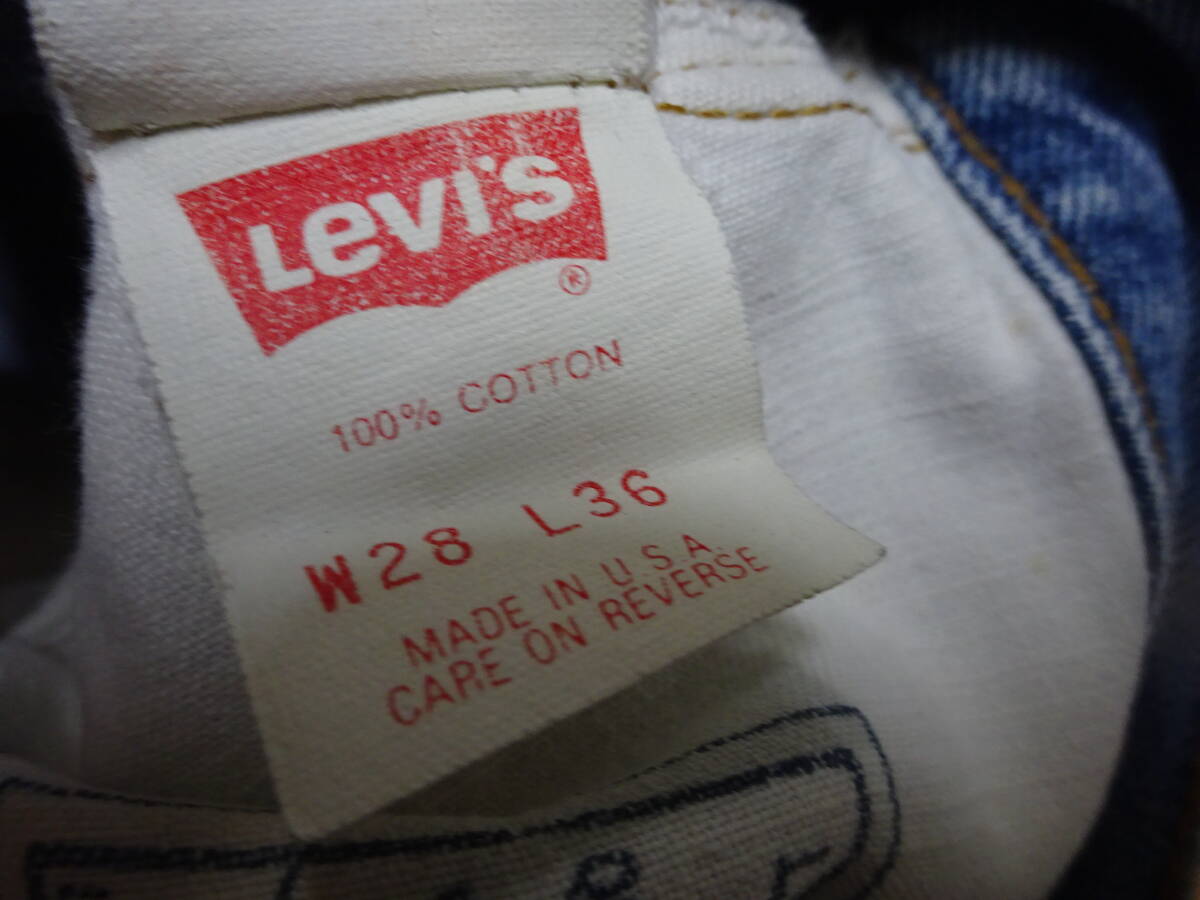 Levi's
®
100% COTTON
W28 L36
MADE IN U.S.A.
CARE ON REVERSE